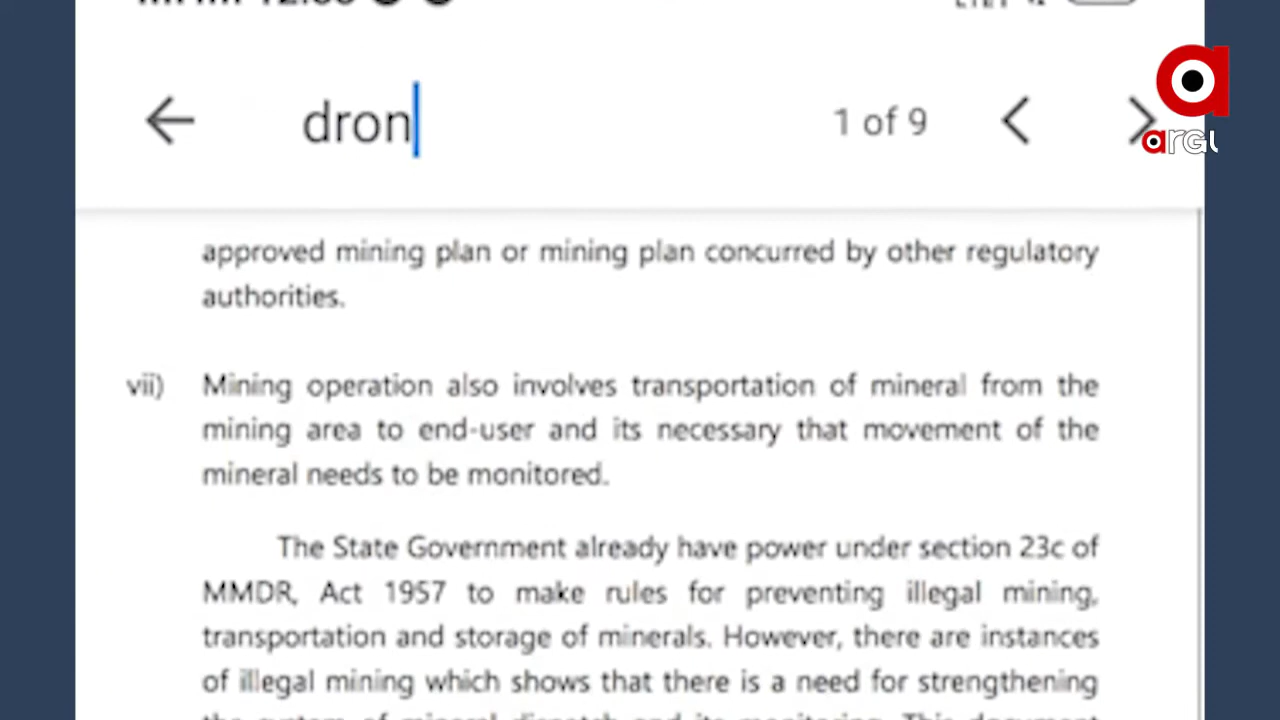 dron
1 of 9
approved mining plan or mining plan concurred by other regulatory
authorities.
vii) Mining operation also involves transportation of mineral from the
mining area to end-user and its necessary that movement of the
mineral needs to be monitored.
The State Government already have power under section 23c of
MMDR, Act 1957 to make rules for preventing illegal mining,
transportation and storage of minerals. However, there are instances
of illegal mining which shows that there is a need for strengthening